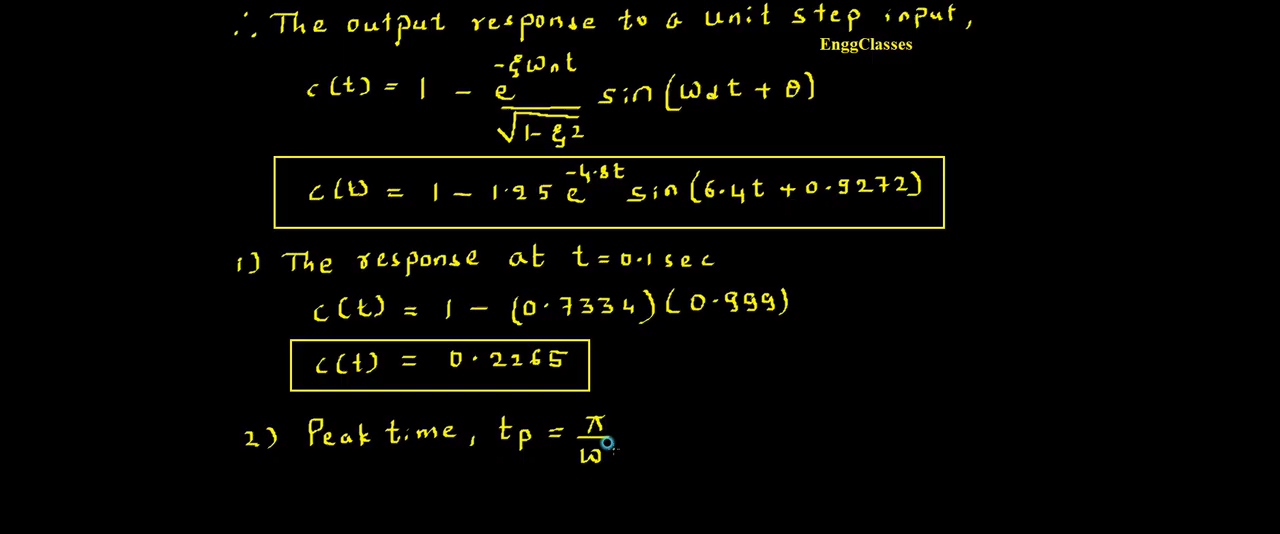 ∴ The output response to a unit step input,
EnggClasses
c(t) = 1 - e^{-ξωnt}/√(1-ξ2) sin(ωdt + θ)
c(t) = 1 - 1.25 e^{-4.8t} sin(6.4t + 0.9272)
1) The response at t=0.1sec
c(t) = 1 - (0.7334)(0.999)
c(t) = 0.2265
2) Peak time, tp = π/ω